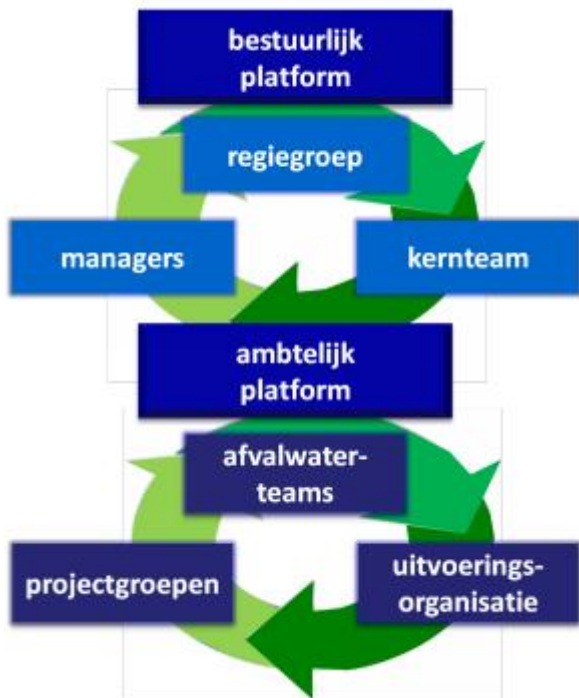 bestuurlijk
platform
regiegroep
managers
kernteam
ambtelijk
platform
afvalwater-
teams
projectgroepen
uitvoerings-
organisatie